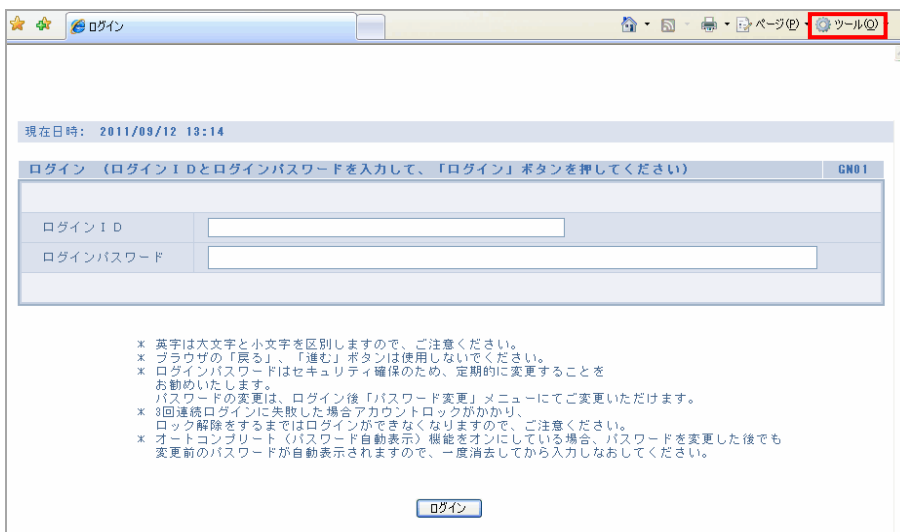 ログイン
ページ(P)
ツール(O)
現在日時: 2011/09/12 13:14
ログイン (ログインIDとログインパスワードを入力して、「ログイン」ボタンを押してください) GN01
ログインID
ログインパスワード
* 英字は大文字と小文字を区別しますので、ご注意ください。
* ブラウザの「戻る」、「進む」ボタンは使用しないでください。
* ログインパスワードはセキュリティ確保のため、定期的に変更することを
お勧めいたします。
パスワードの変更は、ログイン後「パスワード変更」メニューにてご変更いただけます。
* 3回連続ログインに失敗した場合アカウントロックがかかり、
ロック解除をするまではログインができなくなりますので、ご注意ください。
* オートコンプリート(パスワード自動表示)機能をオンにしている場合、パスワードを変更した後でも
変更前のパスワードが自動表示されますので、一度消去してから入力しなおしてください。
ログイン